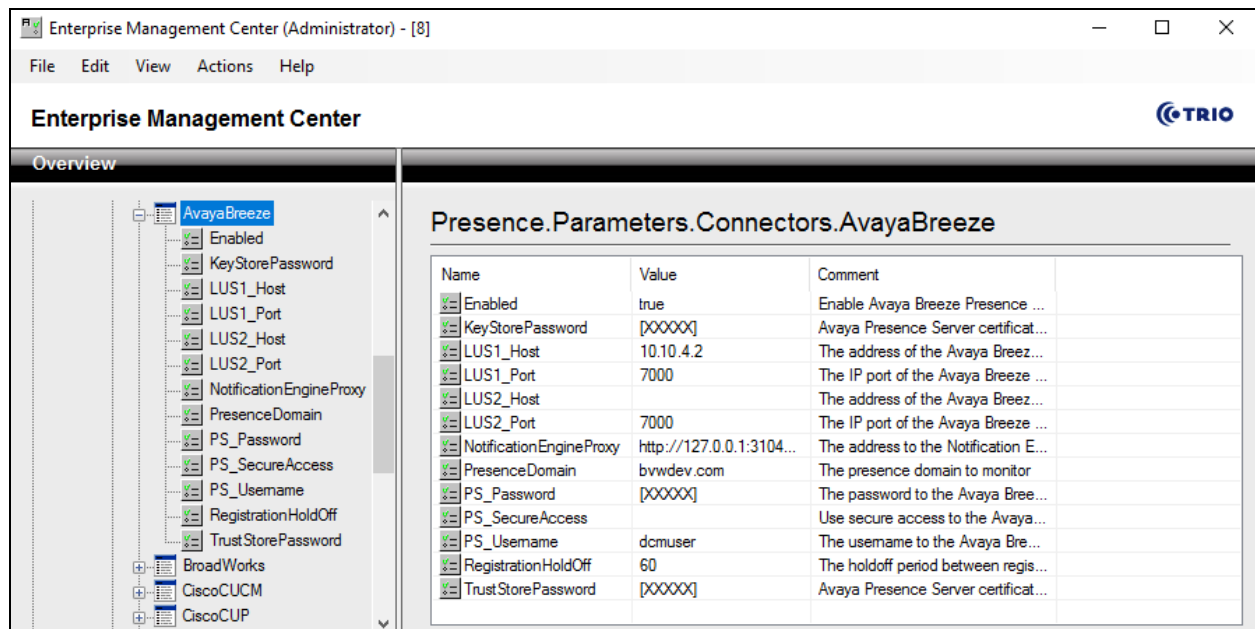 Enterprise Management Center (Administrator) - [8]
File Edit View Actions Help
Enterprise Management Center
TRIO
Overview
AvayaBreeze
Enabled
KeyStorePassword
LUS1_Host
LUS1_Port
LUS2_Host
LUS2_Port
NotificationEngineProxy
PresenceDomain
PS_Password
PS_SecureAccess
PS_Username
RegistrationHoldOff
TrustStorePassword
BroadWorks
CiscoCUCM
CiscoCUP
Presence.Parameters.Connectors.AvayaBreeze
Name Value Comment
Enabled true Enable Avaya Breeze Presence ...
KeyStorePassword [XXXXX] Avaya Presence Server certificat...
LUS1_Host 10.10.4.2 The address of the Avaya Breez...
LUS1_Port 7000 The IP port of the Avaya Breeze ...
LUS2_Host The address of the Avaya Breez...
LUS2_Port 7000 The IP port of the Avaya Breeze ...
NotificationEngineProxy http://127.0.0.1:3104... The address to the Notification E...
PresenceDomain bvwdev.com The presence domain to monitor
PS_Password [XXXXX] The password to the Avaya Bree...
PS_SecureAccess Use secure access to the Avaya...
PS_Username dcmuser The username to the Avaya Bre...
RegistrationHoldOff 60 The holdoff period between regis...
TrustStorePassword [XXXXX] Avaya Presence Server certificat...